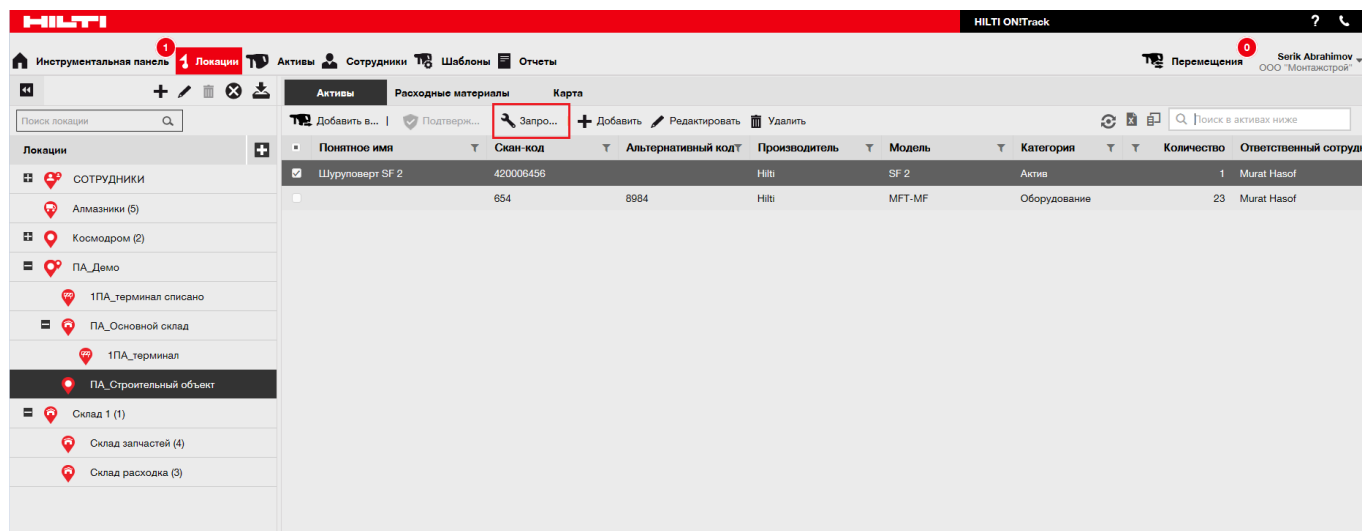 HILTI
HILTI ON!Track
?
1
Инструментальная панель
Локации
Активы
Сотрудники
Шаблоны
Отчеты
Перемещения
0
Serik Abrahimov
ООО "Монтажстрой"
Поиск локации
Локации
СОТРУДНИКИ
Алмазники (5)
Космодром (2)
ПА_Демо
1ПА_терминал списано
ПА_Основной склад
1ПА_терминал
ПА_Строительный объект
Склад 1 (1)
Склад запчастей (4)
Склад расходка (3)
Активы Расходные материалы Карта
Добавить в... | Подтверж... Запро... Добавить Редактировать Удалить Поиск в активах ниже
Понятное имя Скан-код Альтернативный код Производитель Модель Категория Количество Ответственный сотрудн
Шуруповерт SF 2 420006456 Hilti SF 2 Актив 1 Murat Hasof
654 8984 Hilti MFT-MF Оборудование 23 Murat Hasof